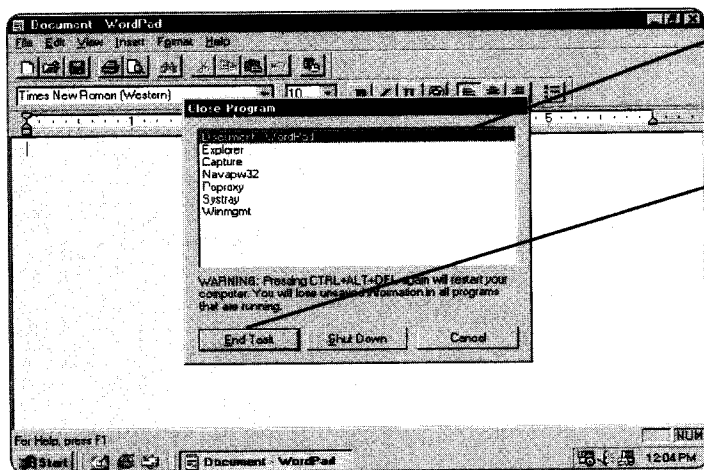 Document - WordPad
File Edit View Insert Format Help
Times New Roman (Western) 10
Close Program
1 5
Document - WordPad
Explorer
Capture
Navapw32
Poproxy
Systray
Winmgmt
WARNING: Pressing CTRL+ALT+DEL again will restart your
computer. You will lose unsaved information in all programs
that are running.
End Task Shut Down Cancel
For Help, press F1 NUM
Start Document - WordPad 12:04 PM